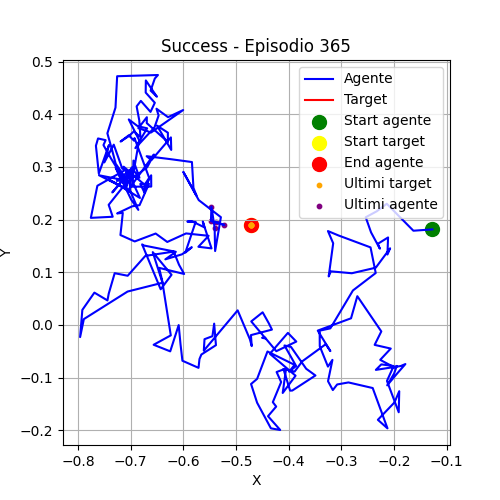 Success - Episodio 365
Agente
Target
Start agente
Start target
End agente
Ultimi target
Ultimi agente
Y
0.5
0.4
0.3
0.2
0.1
0.0
−0.1
−0.2
−0.8
−0.7
−0.6
−0.5
−0.4
−0.3
−0.2
−0.1
X